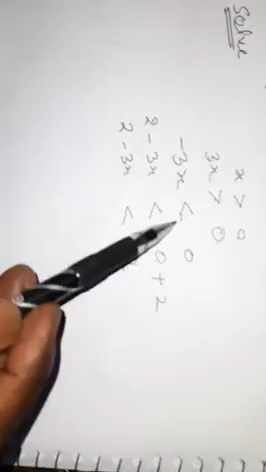 Solve
x > 0
3x > 0
-3x < 0
2 - 3x < 0 + 2
2 - 3x <